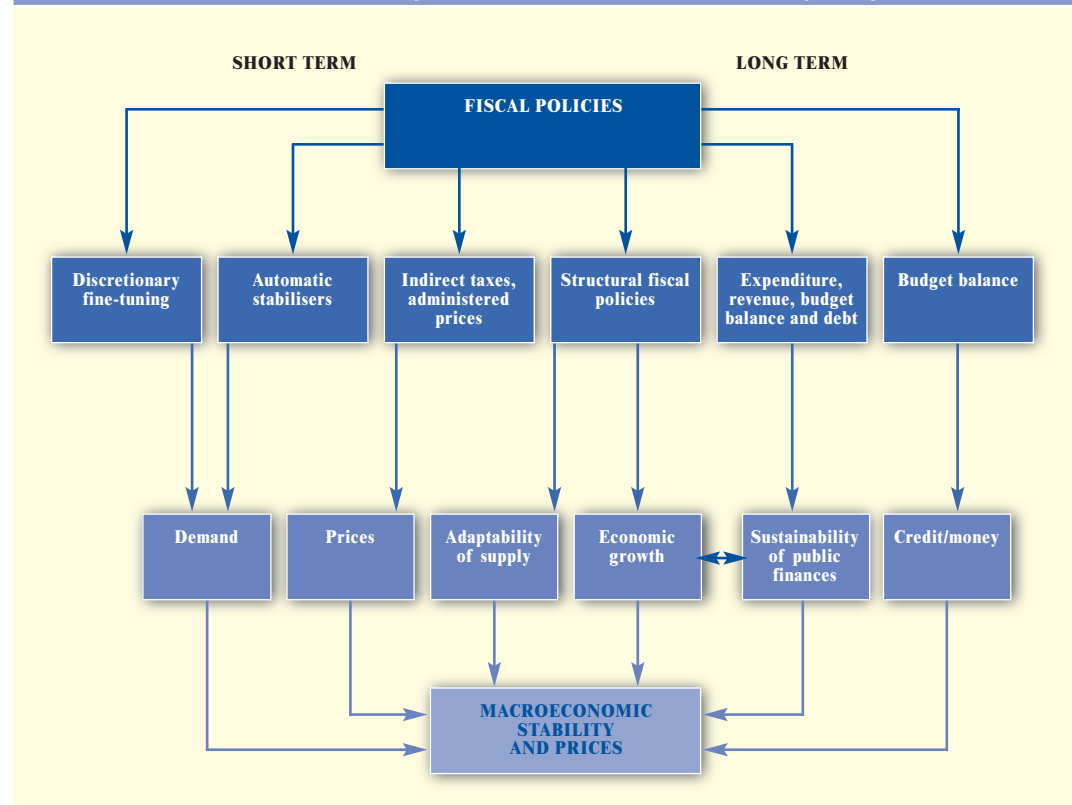 SHORT TERM
LONG TERM
FISCAL POLICIES
Discretionary
fine-tuning
Automatic
stabilisers
Indirect taxes,
administered
prices
Structural fiscal
policies
Expenditure,
revenue, budget
balance and debt
Budget balance
Demand
Prices
Adaptability
of supply
Economic
growth
Sustainability
of public
finances
Credit/money
MACROECONOMIC
STABILITY
AND PRICES